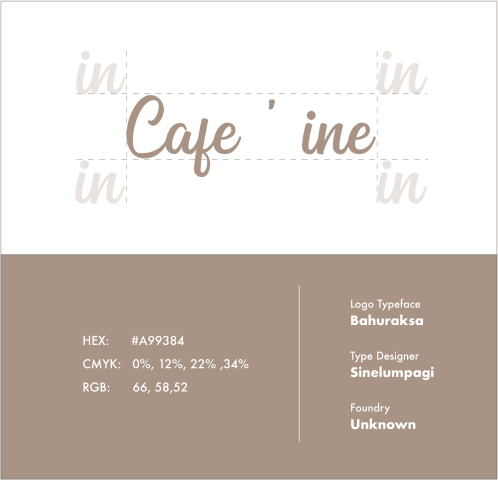 in in
Cafe ' ine
in in
Logo Typeface
Bahuraksa
HEX: #A99384
CMYK: 0%, 12%, 22% ,34%
RGB: 66, 58,52
Type Designer
Sinelumpagi
Foundry
Unknown